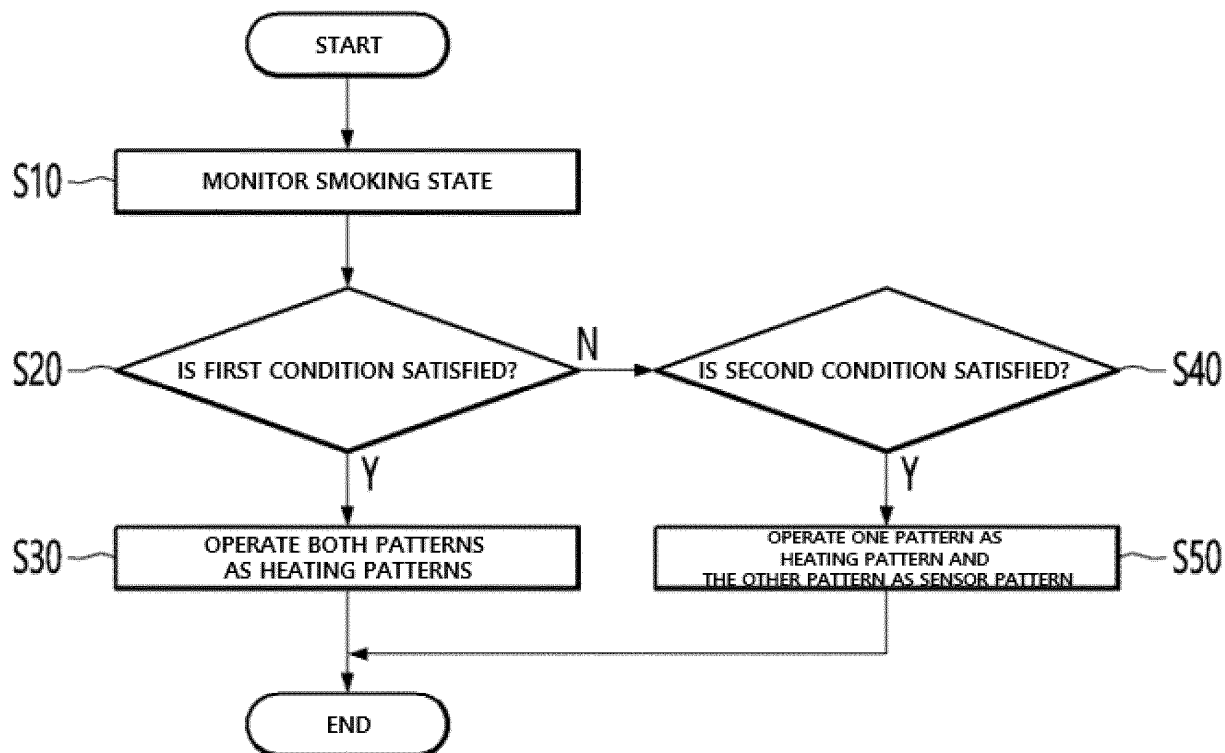 START
S10
MONITOR SMOKING STATE
S20
IS FIRST CONDITION SATISFIED?
N
IS SECOND CONDITION SATISFIED?
S40
Y
Y
S30
OPERATE BOTH PATTERNS
AS HEATING PATTERNS
OPERATE ONE PATTERN AS
HEATING PATTERN AND
THE OTHER PATTERN AS SENSOR PATTERN
S50
END